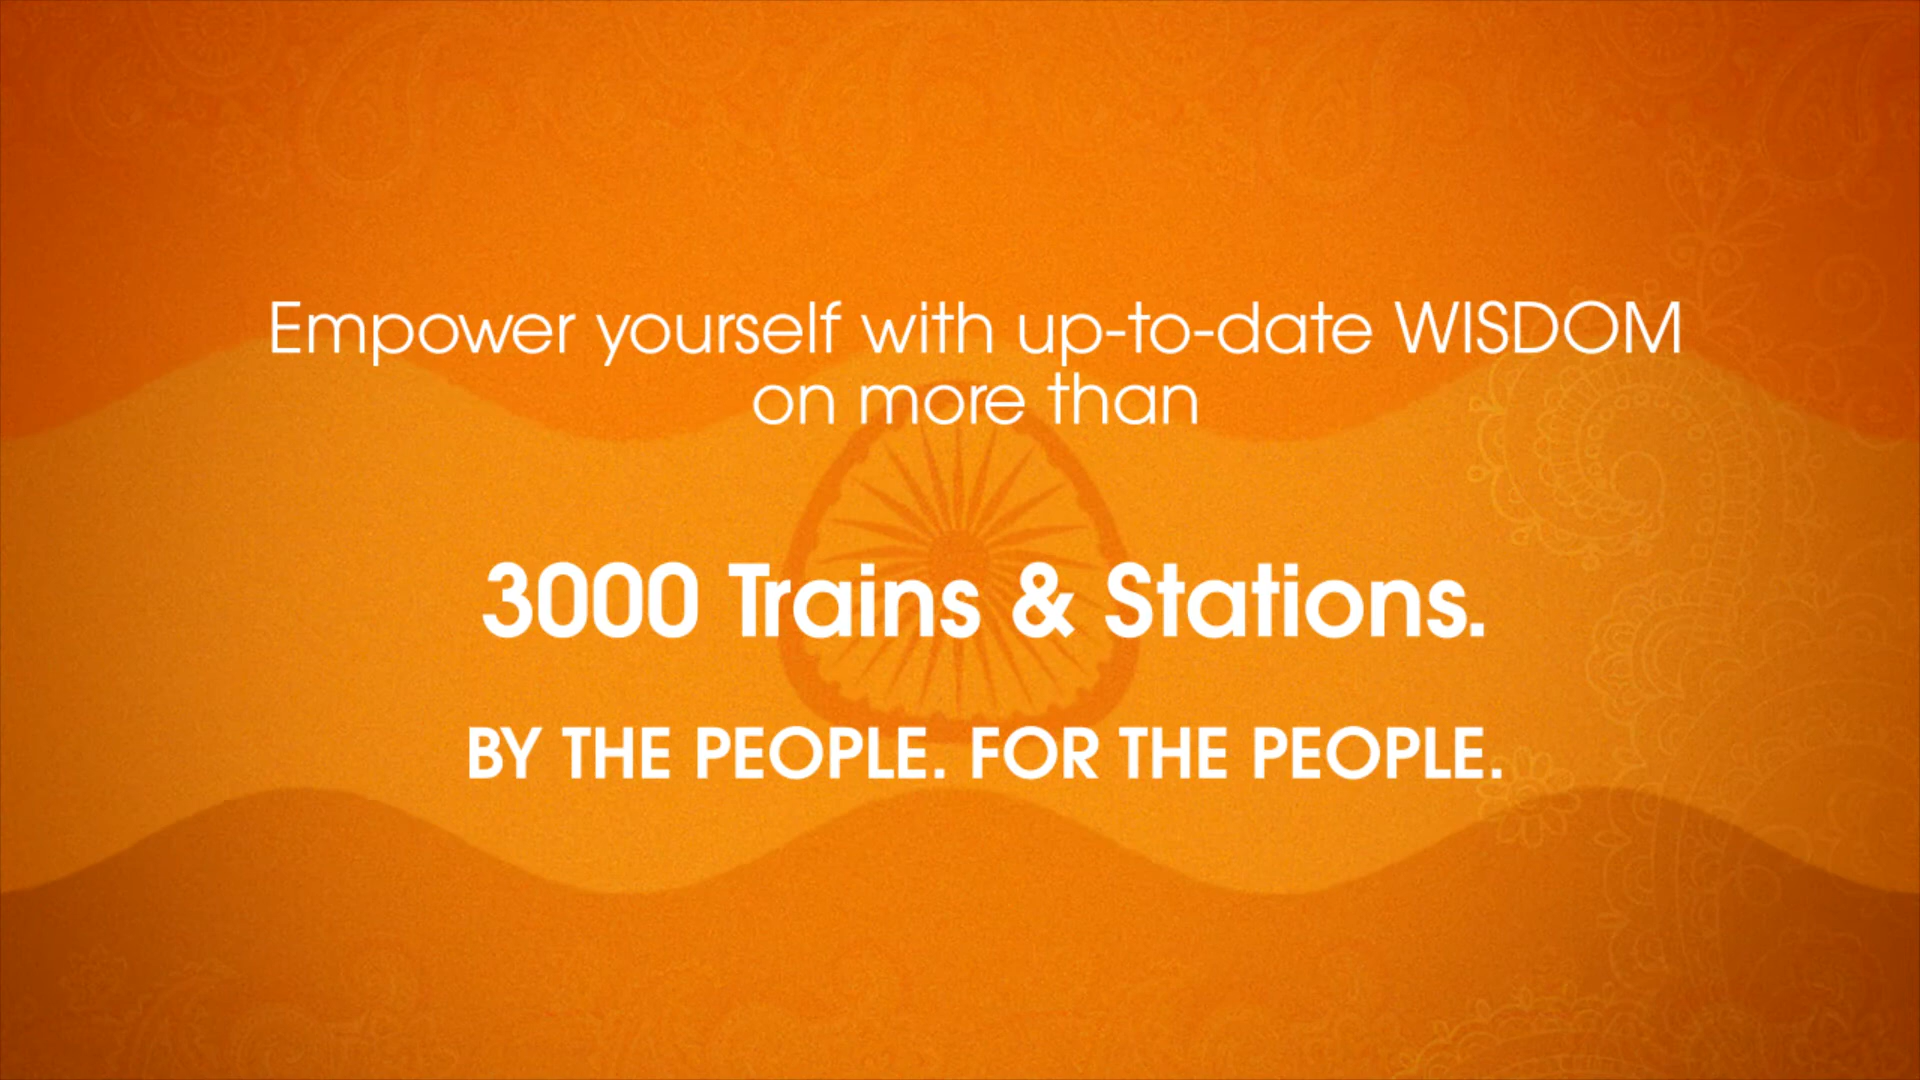 Empower yourself with up-to-date WISDOM
on more than
3000 Trains & Stations.
BY THE PEOPLE. FOR THE PEOPLE.